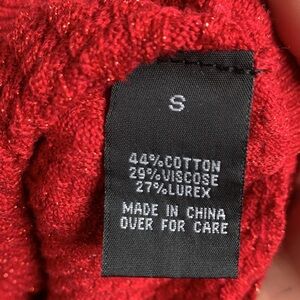 S
44%COTTON
29%VISCOSE
27%LUREX
MADE IN CHINA
OVER FOR CARE